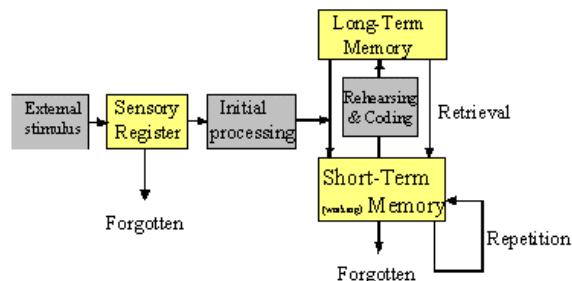 Long-Term
Memory
External
stimulus
Sensory
Register
Initial
processing
Rehearsing
& Coding
Retrieval
Short-Term
(working) Memory
Forgotten
Repetition
Forgotten